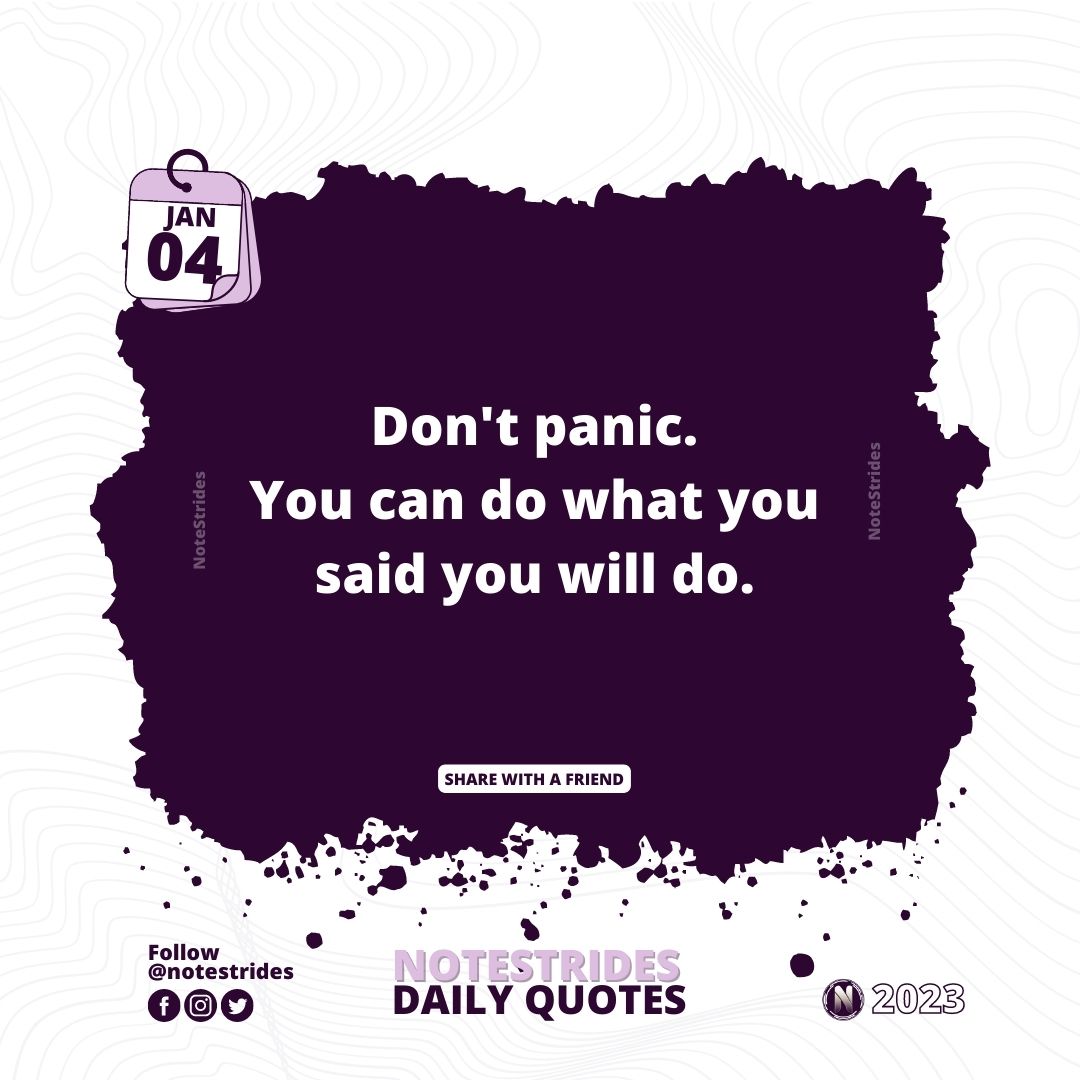 JAN
04
Don't panic.
You can do what you
said you will do.
NoteStrides
NoteStrides
SHARE WITH A FRIEND
Follow
@notestrides
NOTESTRIDES
DAILY QUOTES
N 2023